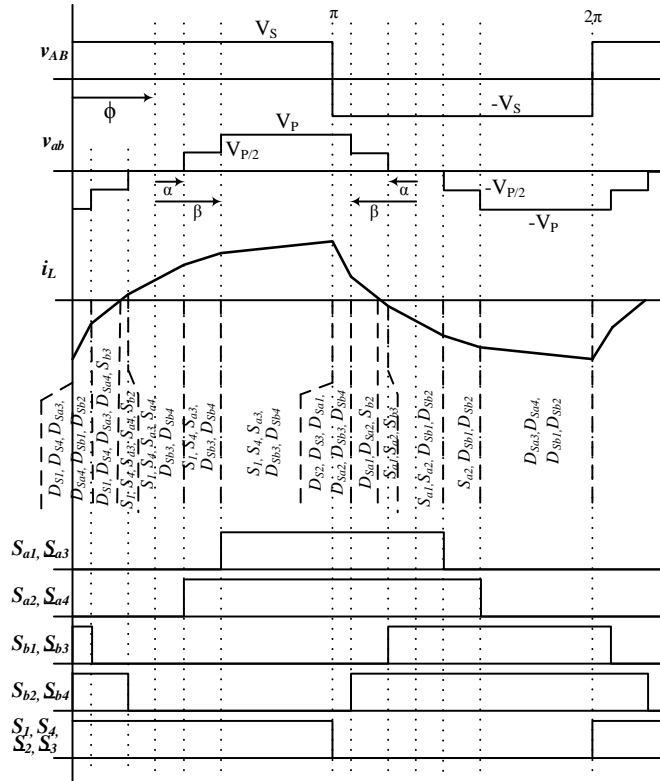 π
2π
V_S
v_AB
-V_S
ϕ
V_P
v_ab
V_P/2
α
α
-V_P/2
β
β
-V_P
i_L
D_S1, D_S4, D_Sa3,
D_Sa4, D_Sb1, D_Sb2
D_S1, D_S4, D_Sa3, D_Sa4, S_b3
S_1, S_4, S_a3, S_a4, S_b2
S_1, S_4, S_a3, S_a4,
D_Sb3, D_Sb4
S_1, S_4, S_a3,
D_Sb3, D_Sb4
S_1, S_4, S_a3,
D_Sb3, D_Sb4
D_S2, D_S3, D_Sa1,
D_Sa2, D_Sb3, D_Sb4
D_Sa1, D_Sa2, S_b2
S_a1, S_a2, S_b3
S_a1, S_a2, D_Sb1, D_Sb2
S_a2, D_Sb1, D_Sb2
D_Sa3, D_Sa4,
D_Sb1, D_Sb2
S_a1, S_a3
S_a2, S_a4
S_b1, S_b3
S_b2, S_b4
S_1, S_4,
S_2, S_3